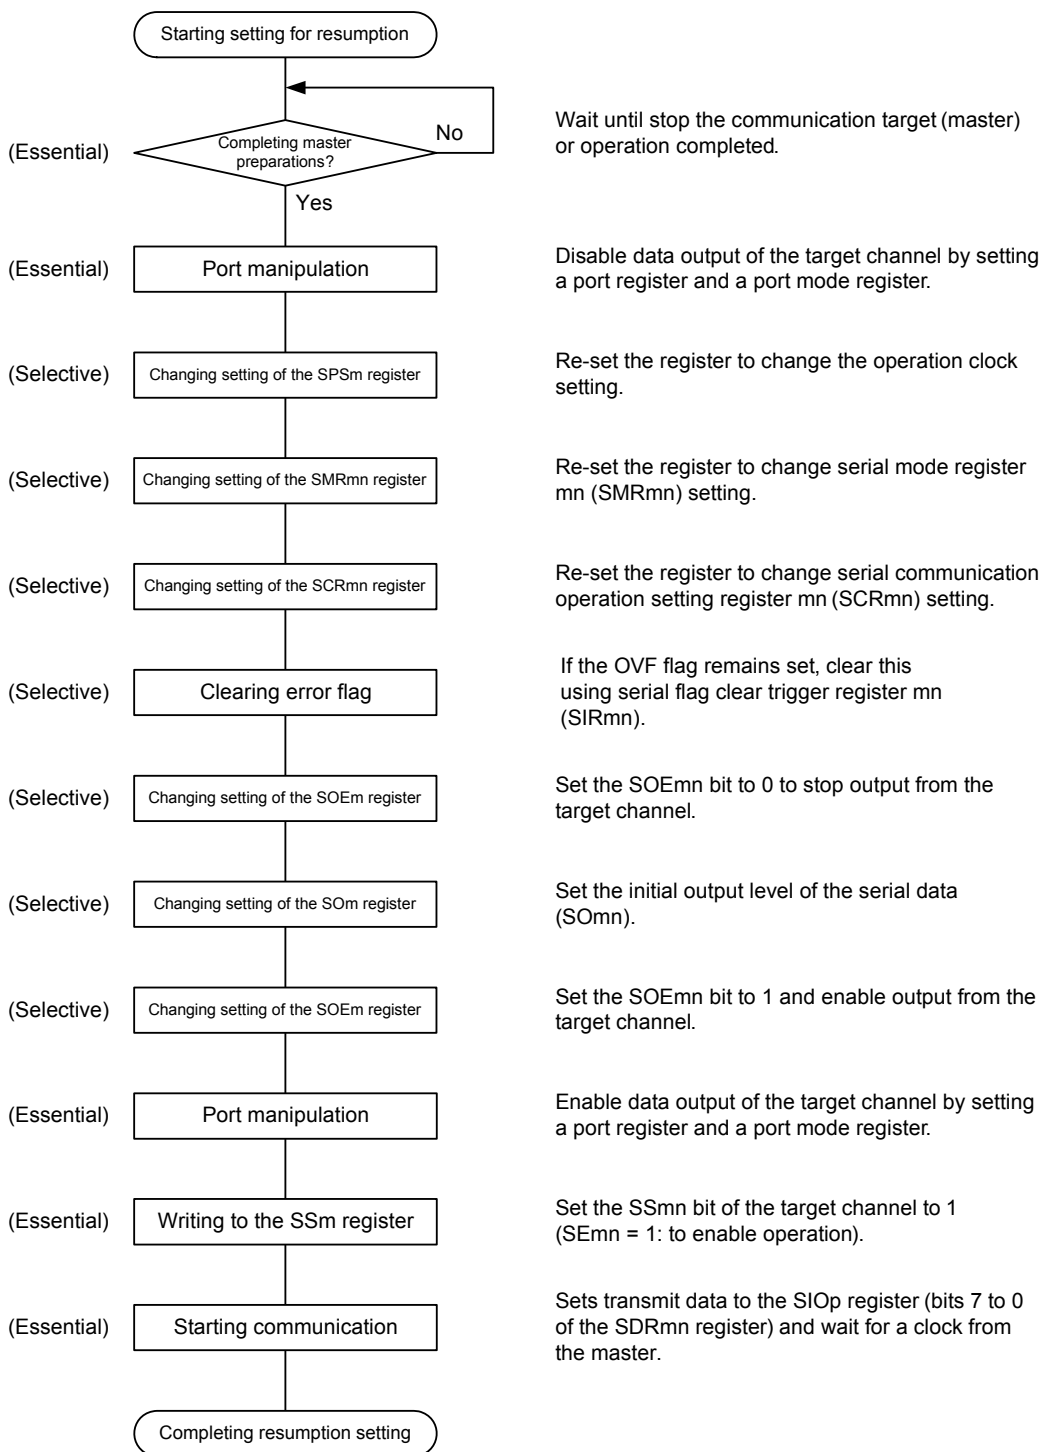 Starting setting for resumption
(Essential)
Completing master
preparations?
No
Yes
Wait until stop the communication target (master)
or operation completed.
(Essential)
Port manipulation
Disable data output of the target channel by setting
a port register and a port mode register.
(Selective)
Changing setting of the SPSm register
Re-set the register to change the operation clock
setting.
(Selective)
Changing setting of the SMRmn register
Re-set the register to change serial mode register
mn (SMRmn) setting.
(Selective)
Changing setting of the SCRmn register
Re-set the register to change serial communication
operation setting register mn (SCRmn) setting.
(Selective)
Clearing error flag
If the OVF flag remains set, clear this
using serial flag clear trigger register mn
(SIRmn).
(Selective)
Changing setting of the SOEm register
Set the SOEmn bit to 0 to stop output from the
target channel.
(Selective)
Changing setting of the SOm register
Set the initial output level of the serial data
(SOmn).
(Selective)
Changing setting of the SOEm register
Set the SOEmn bit to 1 and enable output from the
target channel.
(Essential)
Port manipulation
Enable data output of the target channel by setting
a port register and a port mode register.
(Essential)
Writing to the SSm register
Set the SSmn bit of the target channel to 1
(SEmn = 1: to enable operation).
(Essential)
Starting communication
Sets transmit data to the SIOp register (bits 7 to 0
of the SDRmn register) and wait for a clock from
the master.
Completing resumption setting